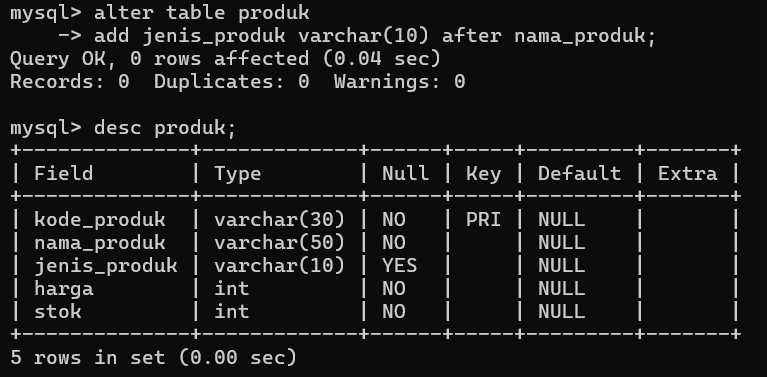 mysql> alter table produk
    -> add jenis_produk varchar(10) after nama_produk;
Query OK, 0 rows affected (0.04 sec)
Records: 0  Duplicates: 0  Warnings: 0

mysql> desc produk;
+--------------+-------------+------+-----+---------+-------+
| Field        | Type        | Null | Key | Default | Extra |
+--------------+-------------+------+-----+---------+-------+
| kode_produk  | varchar(30) | NO   | PRI | NULL    |       |
| nama_produk  | varchar(50) | NO   |     | NULL    |       |
| jenis_produk | varchar(10) | YES  |     | NULL    |       |
| harga        | int         | NO   |     | NULL    |       |
| stok         | int         | NO   |     | NULL    |       |
+--------------+-------------+------+-----+---------+-------+
5 rows in set (0.00 sec)